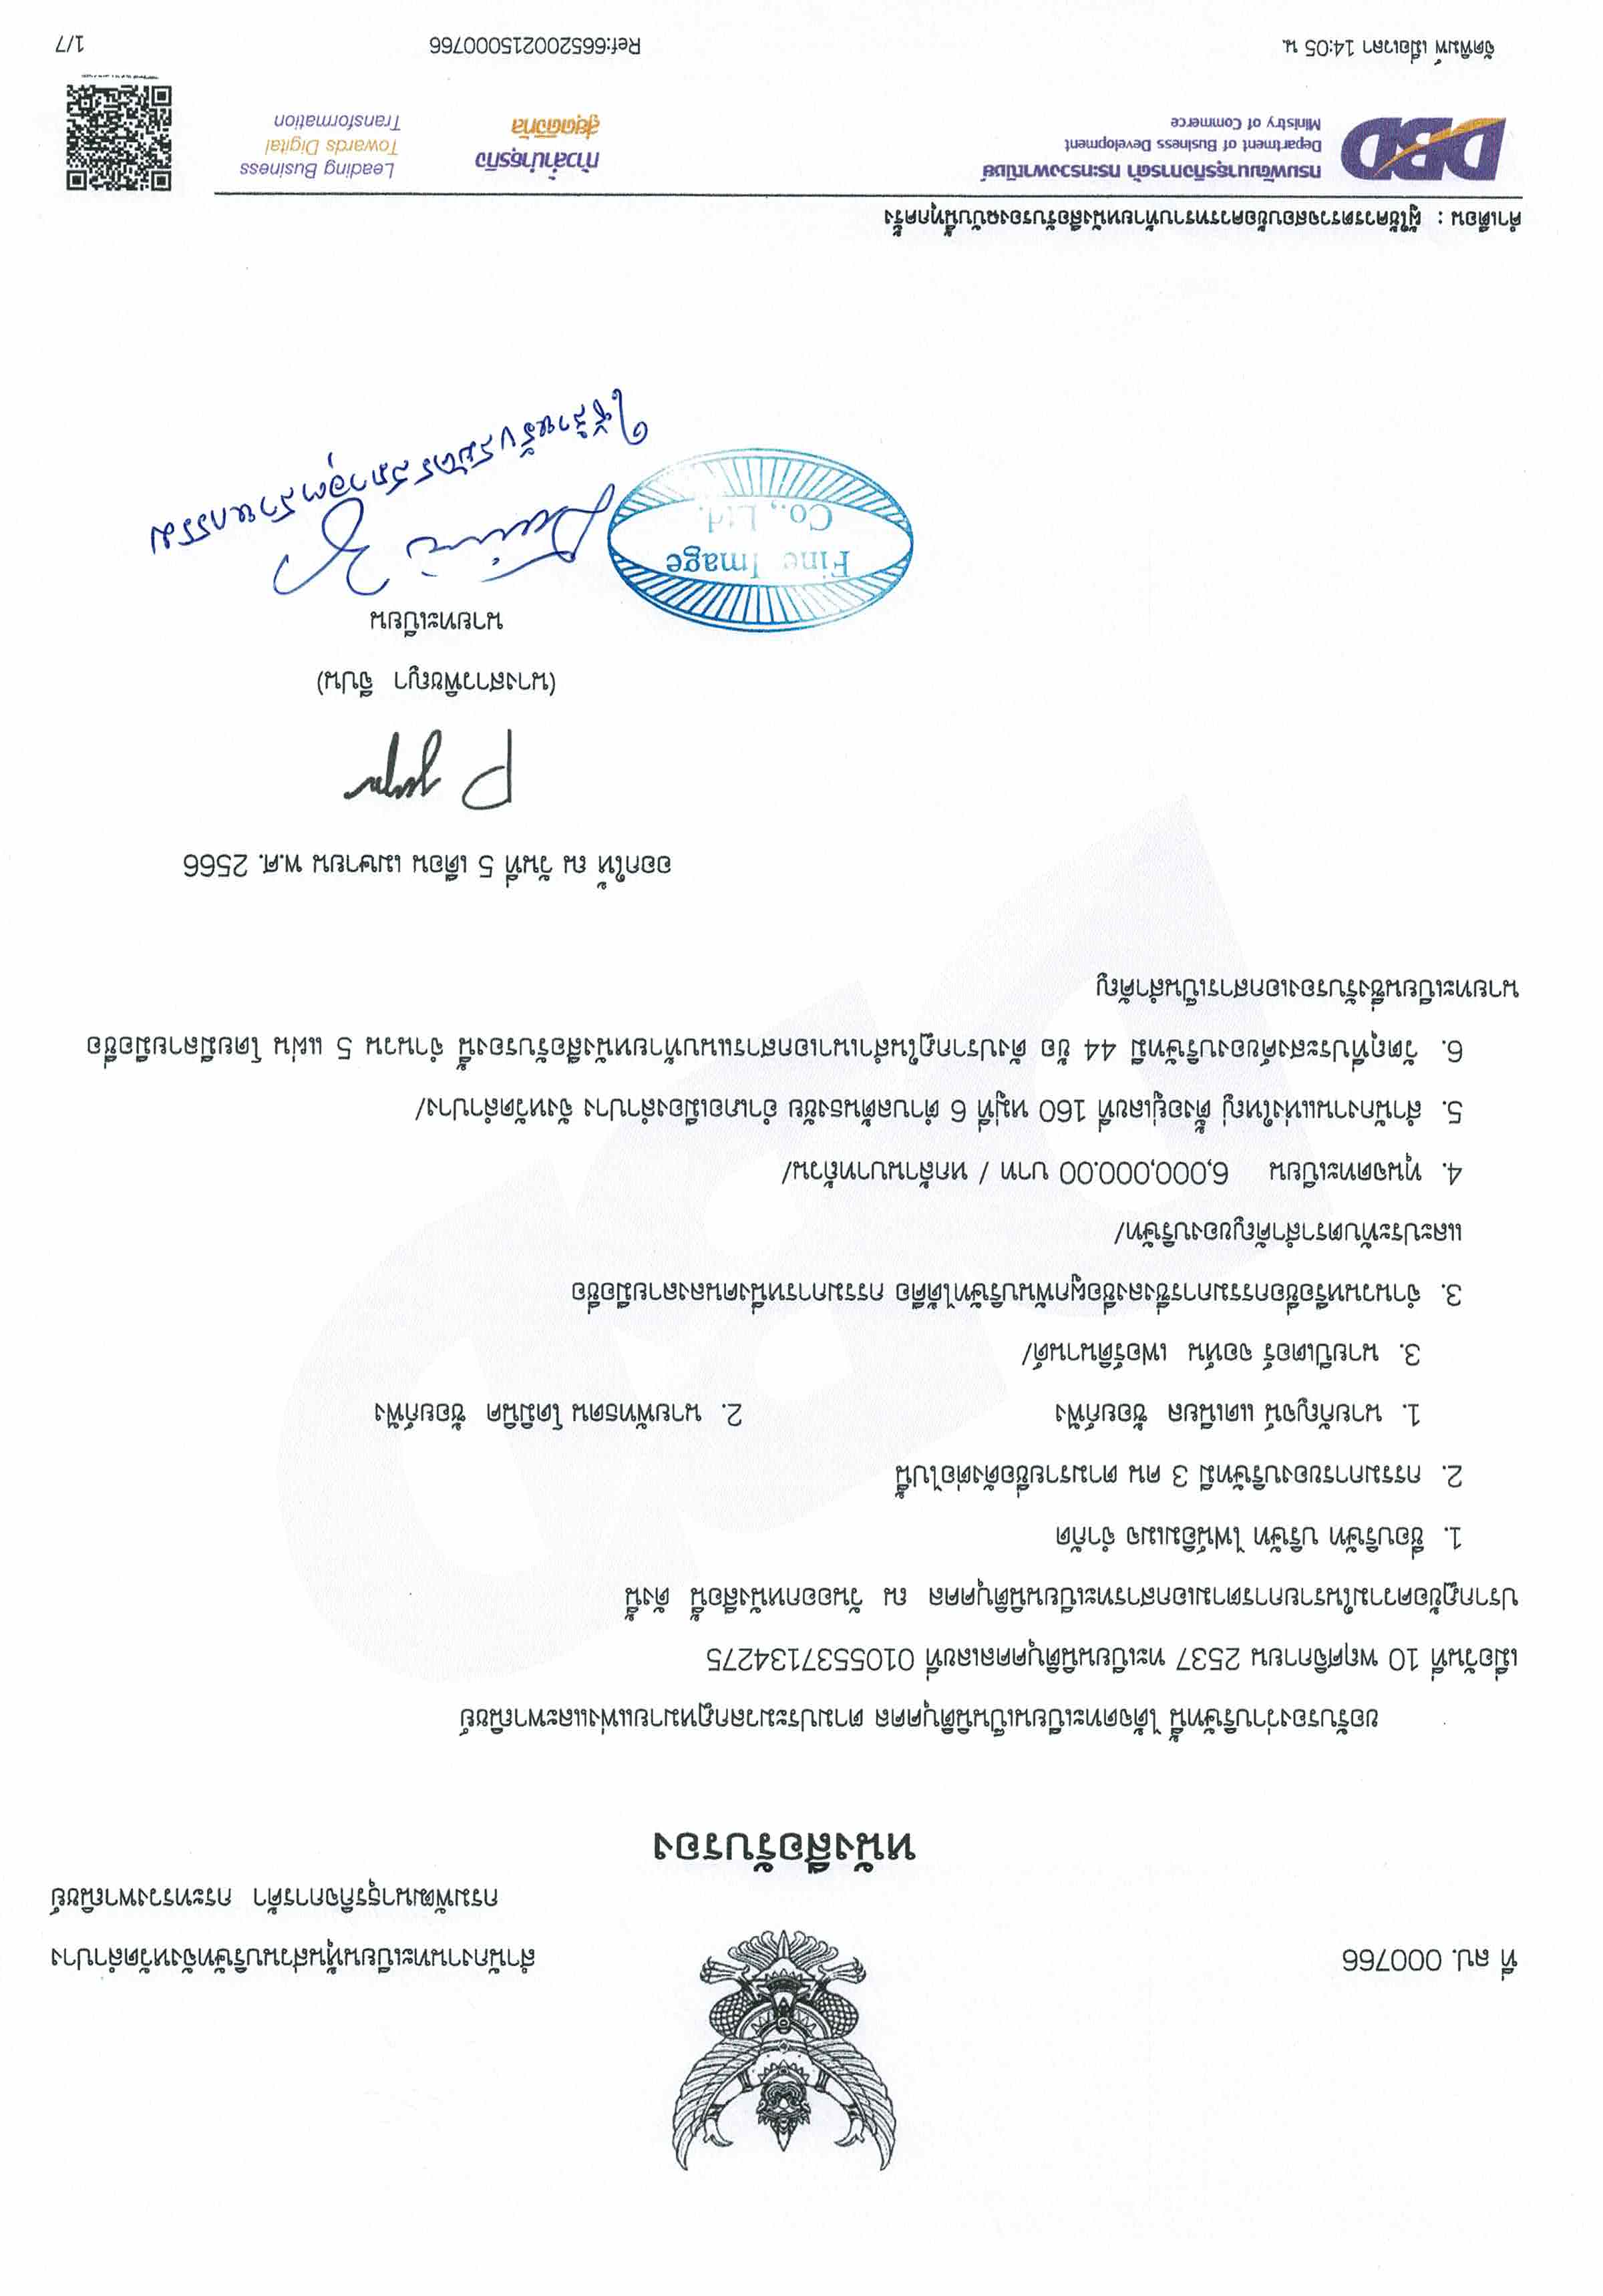 ที่ ลป. 000766
สำนักงานทะเบียนหุ้นส่วนบริษัทจังหวัดลำปาง
กรมพัฒนาธุรกิจการค้า กระทรวงพาณิชย์
หนังสือรับรอง
ขอรับรองว่าบริษัทนี้ ได้จดทะเบียนเป็นนิติบุคคล ตามประมวลกฎหมายแพ่งและพาณิชย์
เมื่อวันที่ 10 พฤศจิกายน 2537 ทะเบียนนิติบุคคลเลขที่ 0105537134275
ปรากฏข้อความในรายการตามเอกสารทะเบียนนิติบุคคล ณ วันออกหนังสือนี้ ดังนี้
1. ชื่อบริษัท บริษัท ไฟน์อิมเมจ จำกัด
2. กรรมการของบริษัทมี 3 คน ตามรายชื่อดังต่อไปนี้
1. นายกัญจน์ แดเนียล ซ้อยก์ฟัง 2. นายพัทธดน โดมินิค ซ้อยก์ฟัง
3. นายปีเตอร์ จอห์น เฟอร์ดินานด์/
3. จำนวนหรือชื่อกรรมการซึ่งลงชื่อผูกพันบริษัทได้คือ กรรมการหนึ่งคนลงลายมือชื่อ
และประทับตราสำคัญของบริษัท/
4. ทุนจดทะเบียน 6,000,000.00 บาท / หกล้านบาทถ้วน/
5. สำนักงานแห่งใหญ่ ตั้งอยู่เลขที่ 160 หมู่ที่ 6 ตำบลต้นธงชัย อำเภอเมืองลำปาง จังหวัดลำปาง/
6. วัตถุที่ประสงค์ของบริษัทมี 44 ข้อ ดังปรากฏในสำเนาเอกสารแนบท้ายหนังสือรับรองนี้ จำนวน 5 แผ่น โดยมีลายมือชื่อ
นายทะเบียนซึ่งรับรองเอกสารเป็นสำคัญ
ออกให้ ณ วันที่ 5 เดือน เมษายน พ.ศ. 2566
(นางสาวพิชญา จีปน)
นายทะเบียน
Fine Image
Co., Ltd.
ใช้สำหรับสมัครสภาอุตสาหกรรม
คำเตือน : ผู้ใช้ควรตรวจสอบข้อควรทราบท้ายหนังสือรับรองฉบับนี้ทุกครั้ง
DBD
กรมพัฒนาธุรกิจการค้า กระทรวงพาณิชย์
Department of Business Development
Ministry of Commerce
ก้าวล้ำนำธุรกิจ
สู่ยุคดิจิทัล
Leading Business
Towards Digital
Transformation
จัดพิมพ์ เมื่อเวลา 14:05 น.
Ref:665200215000766
1/7